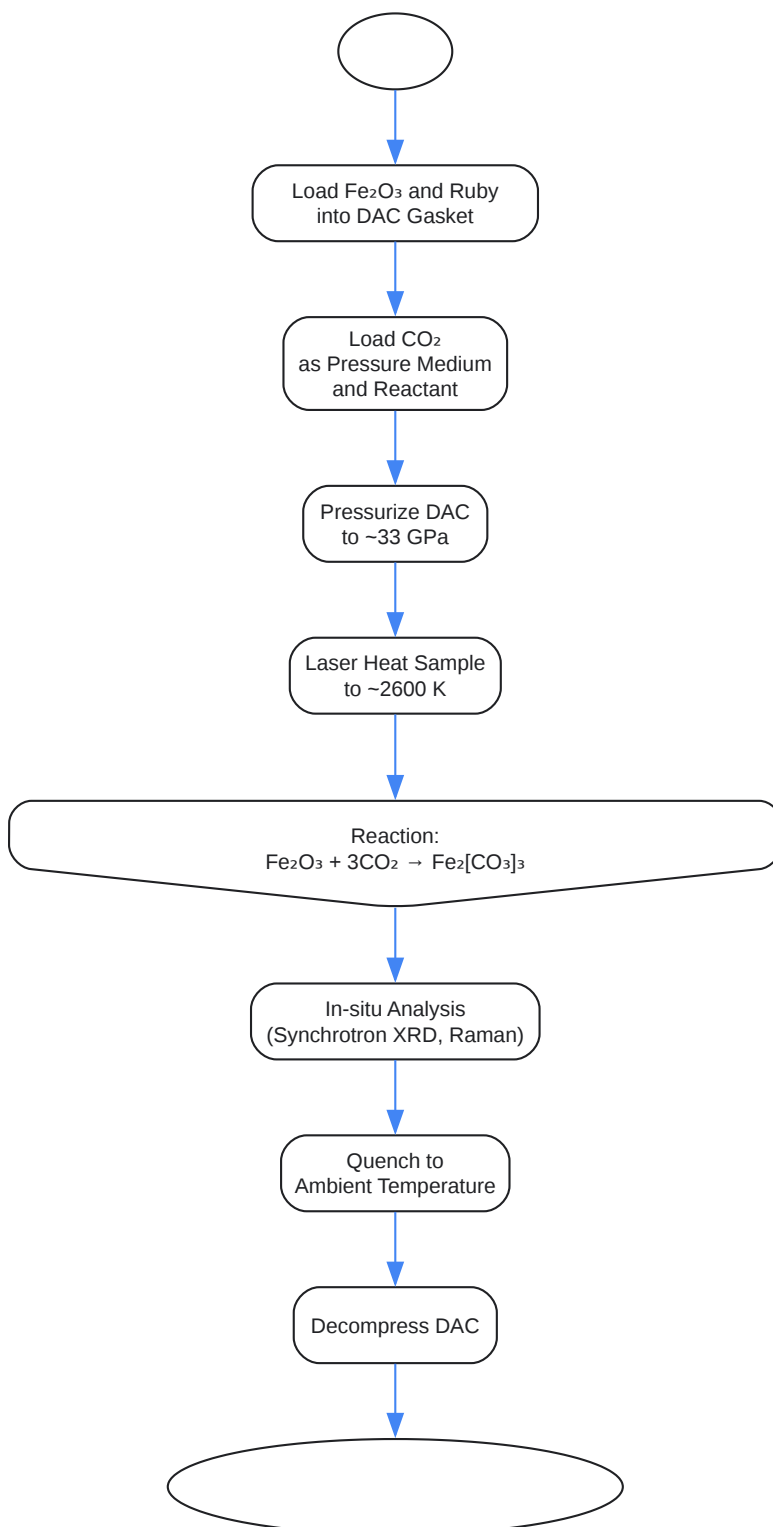 Load Fe₂O₃ and Ruby
into DAC Gasket
Load CO₂
as Pressure Medium
and Reactant
Pressurize DAC
to ~33 GPa
Laser Heat Sample
to ~2600 K
Reaction:
Fe₂O₃ + 3CO₂ → Fe₂[CO₃]₃
In-situ Analysis
(Synchrotron XRD, Raman)
Quench to
Ambient Temperature
Decompress DAC